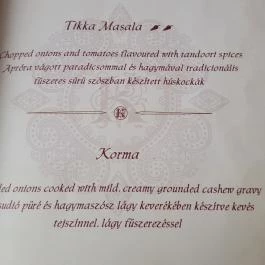 Tikka Masala
Chopped onions and tomatoes flavoured with tandoori spices
Apróra vágott paradicsommal és hagymával tradicionális
fűszeres sűrű szószban készített húskockák
Korma
onions cooked with mild, creamy grounded cashew gravy
püré és hagymaszósz lágy keverékében készítve kevés
tejszínnel, lágy fűszerezéssel